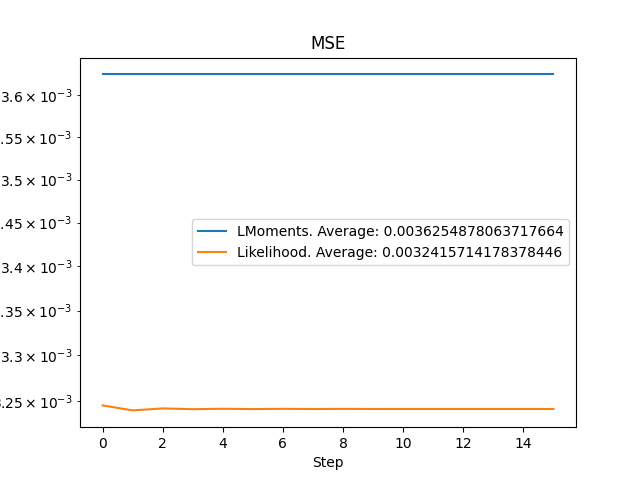 MSE
3.6 × 10⁻³
.55 × 10⁻³
3.5 × 10⁻³
.45 × 10⁻³
3.4 × 10⁻³
.35 × 10⁻³
3.3 × 10⁻³
.25 × 10⁻³
LMoments. Average: 0.0036254878063717664
Likelihood. Average: 0.0032415714178378446
0 2 4 6 8 10 12 14
Step